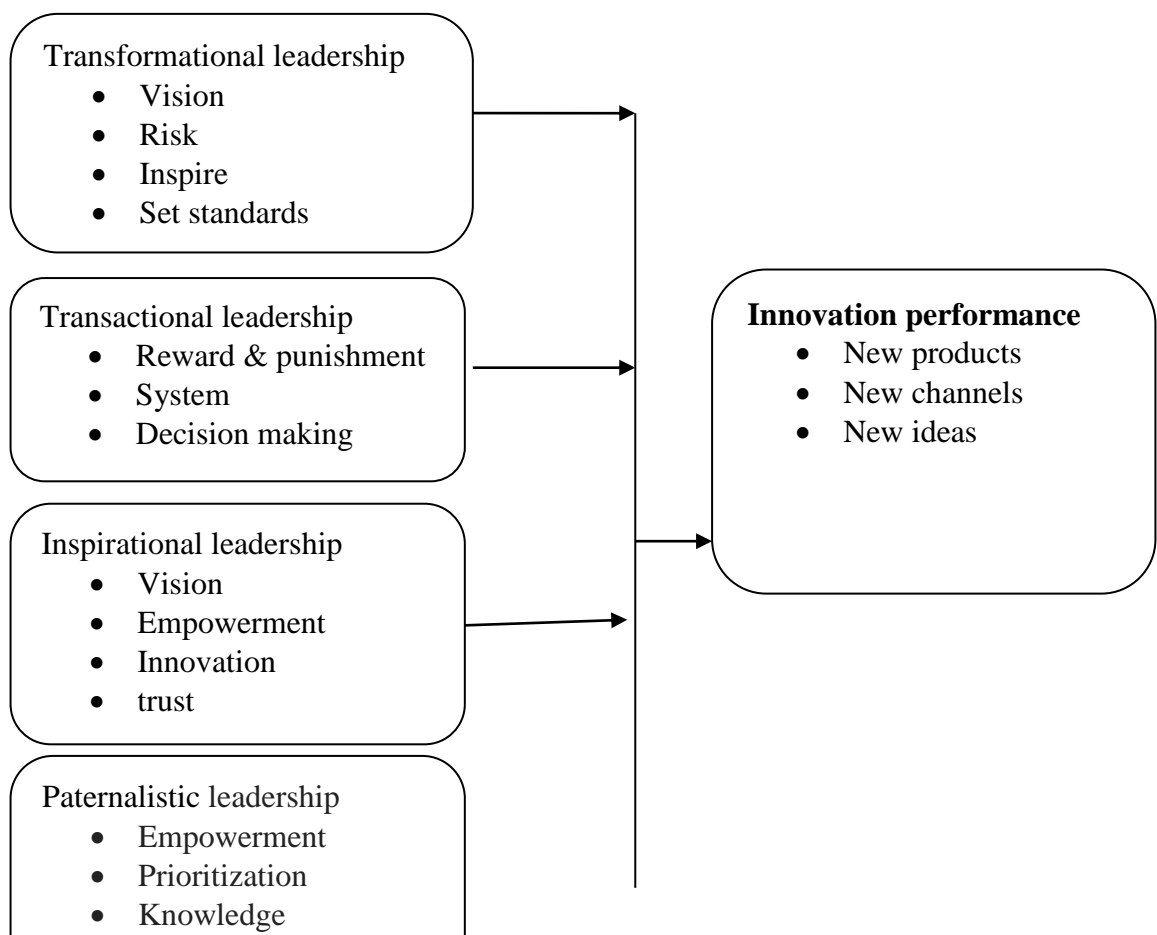 Transformational leadership
• Vision
• Risk
• Inspire
• Set standards
Transactional leadership
• Reward & punishment
• System
• Decision making
Inspirational leadership
• Vision
• Empowerment
• Innovation
• trust
Paternalistic leadership
• Empowerment
• Prioritization
• Knowledge
Innovation performance
• New products
• New channels
• New ideas